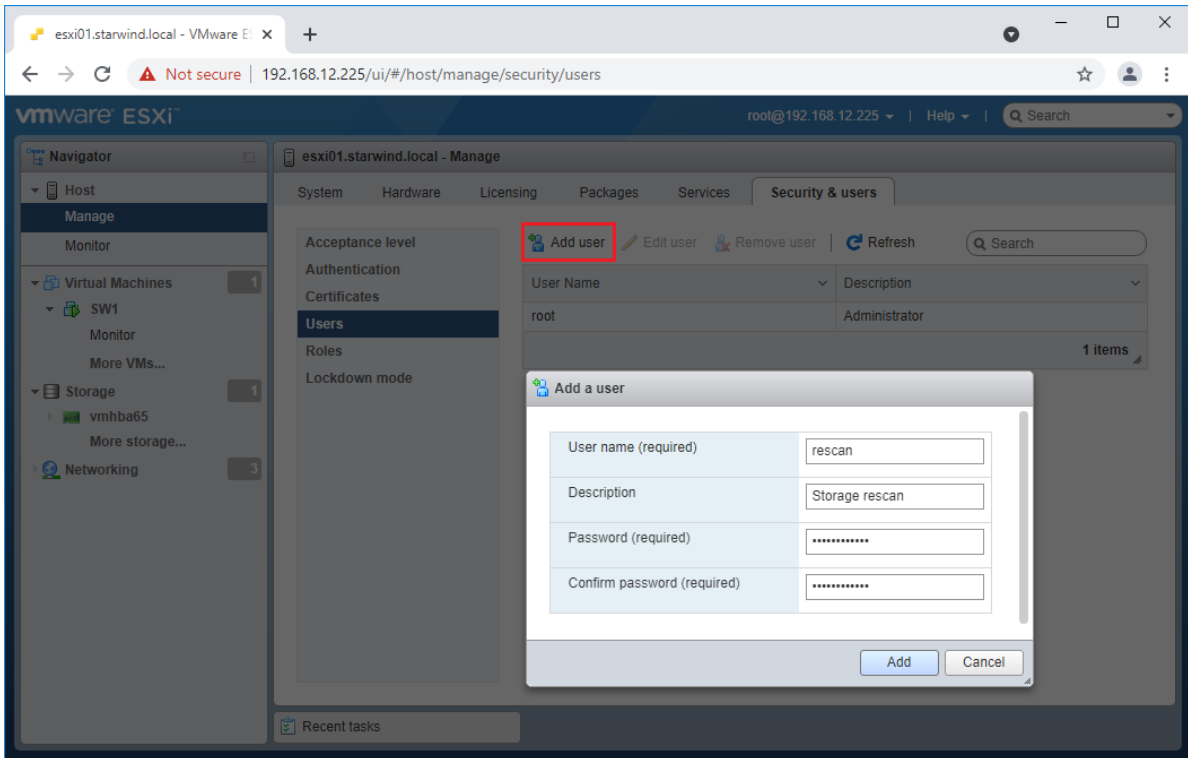 esxi01.starwind.local - VMware ES
Not secure | 192.168.12.225/ui/#/host/manage/security/users
vmware ESXi™
root@192.168.12.225 | Help | Search
Navigator
Host
Manage
Monitor
Virtual Machines 1
SW1
Monitor
More VMs...
Storage 1
vmhba65
More storage...
Networking 3
esxi01.starwind.local - Manage
System Hardware Licensing Packages Services Security & users
Acceptance level
Authentication
Certificates
Users
Roles
Lockdown mode
Add user Edit user Remove user | Refresh Search
User Name Description
root Administrator
1 items
Add a user
User name (required) rescan
Description Storage rescan
Password (required) ••••••••••••
Confirm password (required) ••••••••••••
Add Cancel
Recent tasks